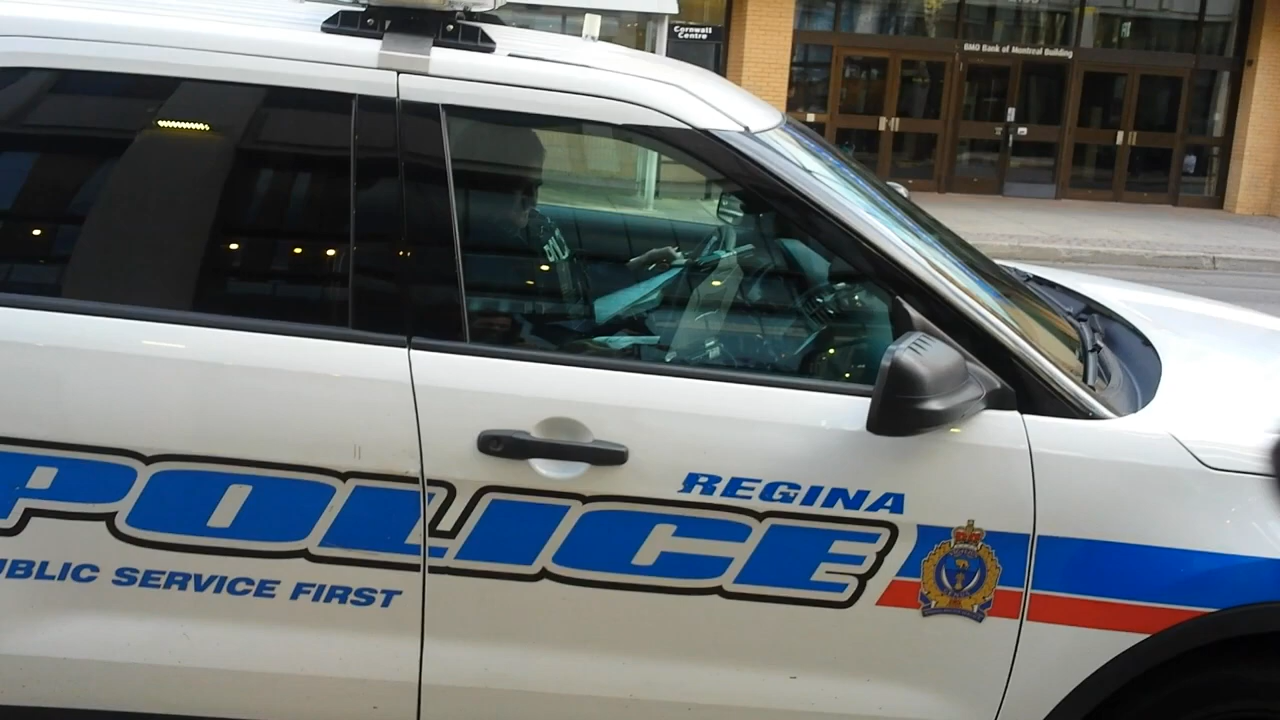 Cornwall
Centre
BMO Bank of Montreal Building
REGINA
POLICE
UBLIC SERVICE FIRST